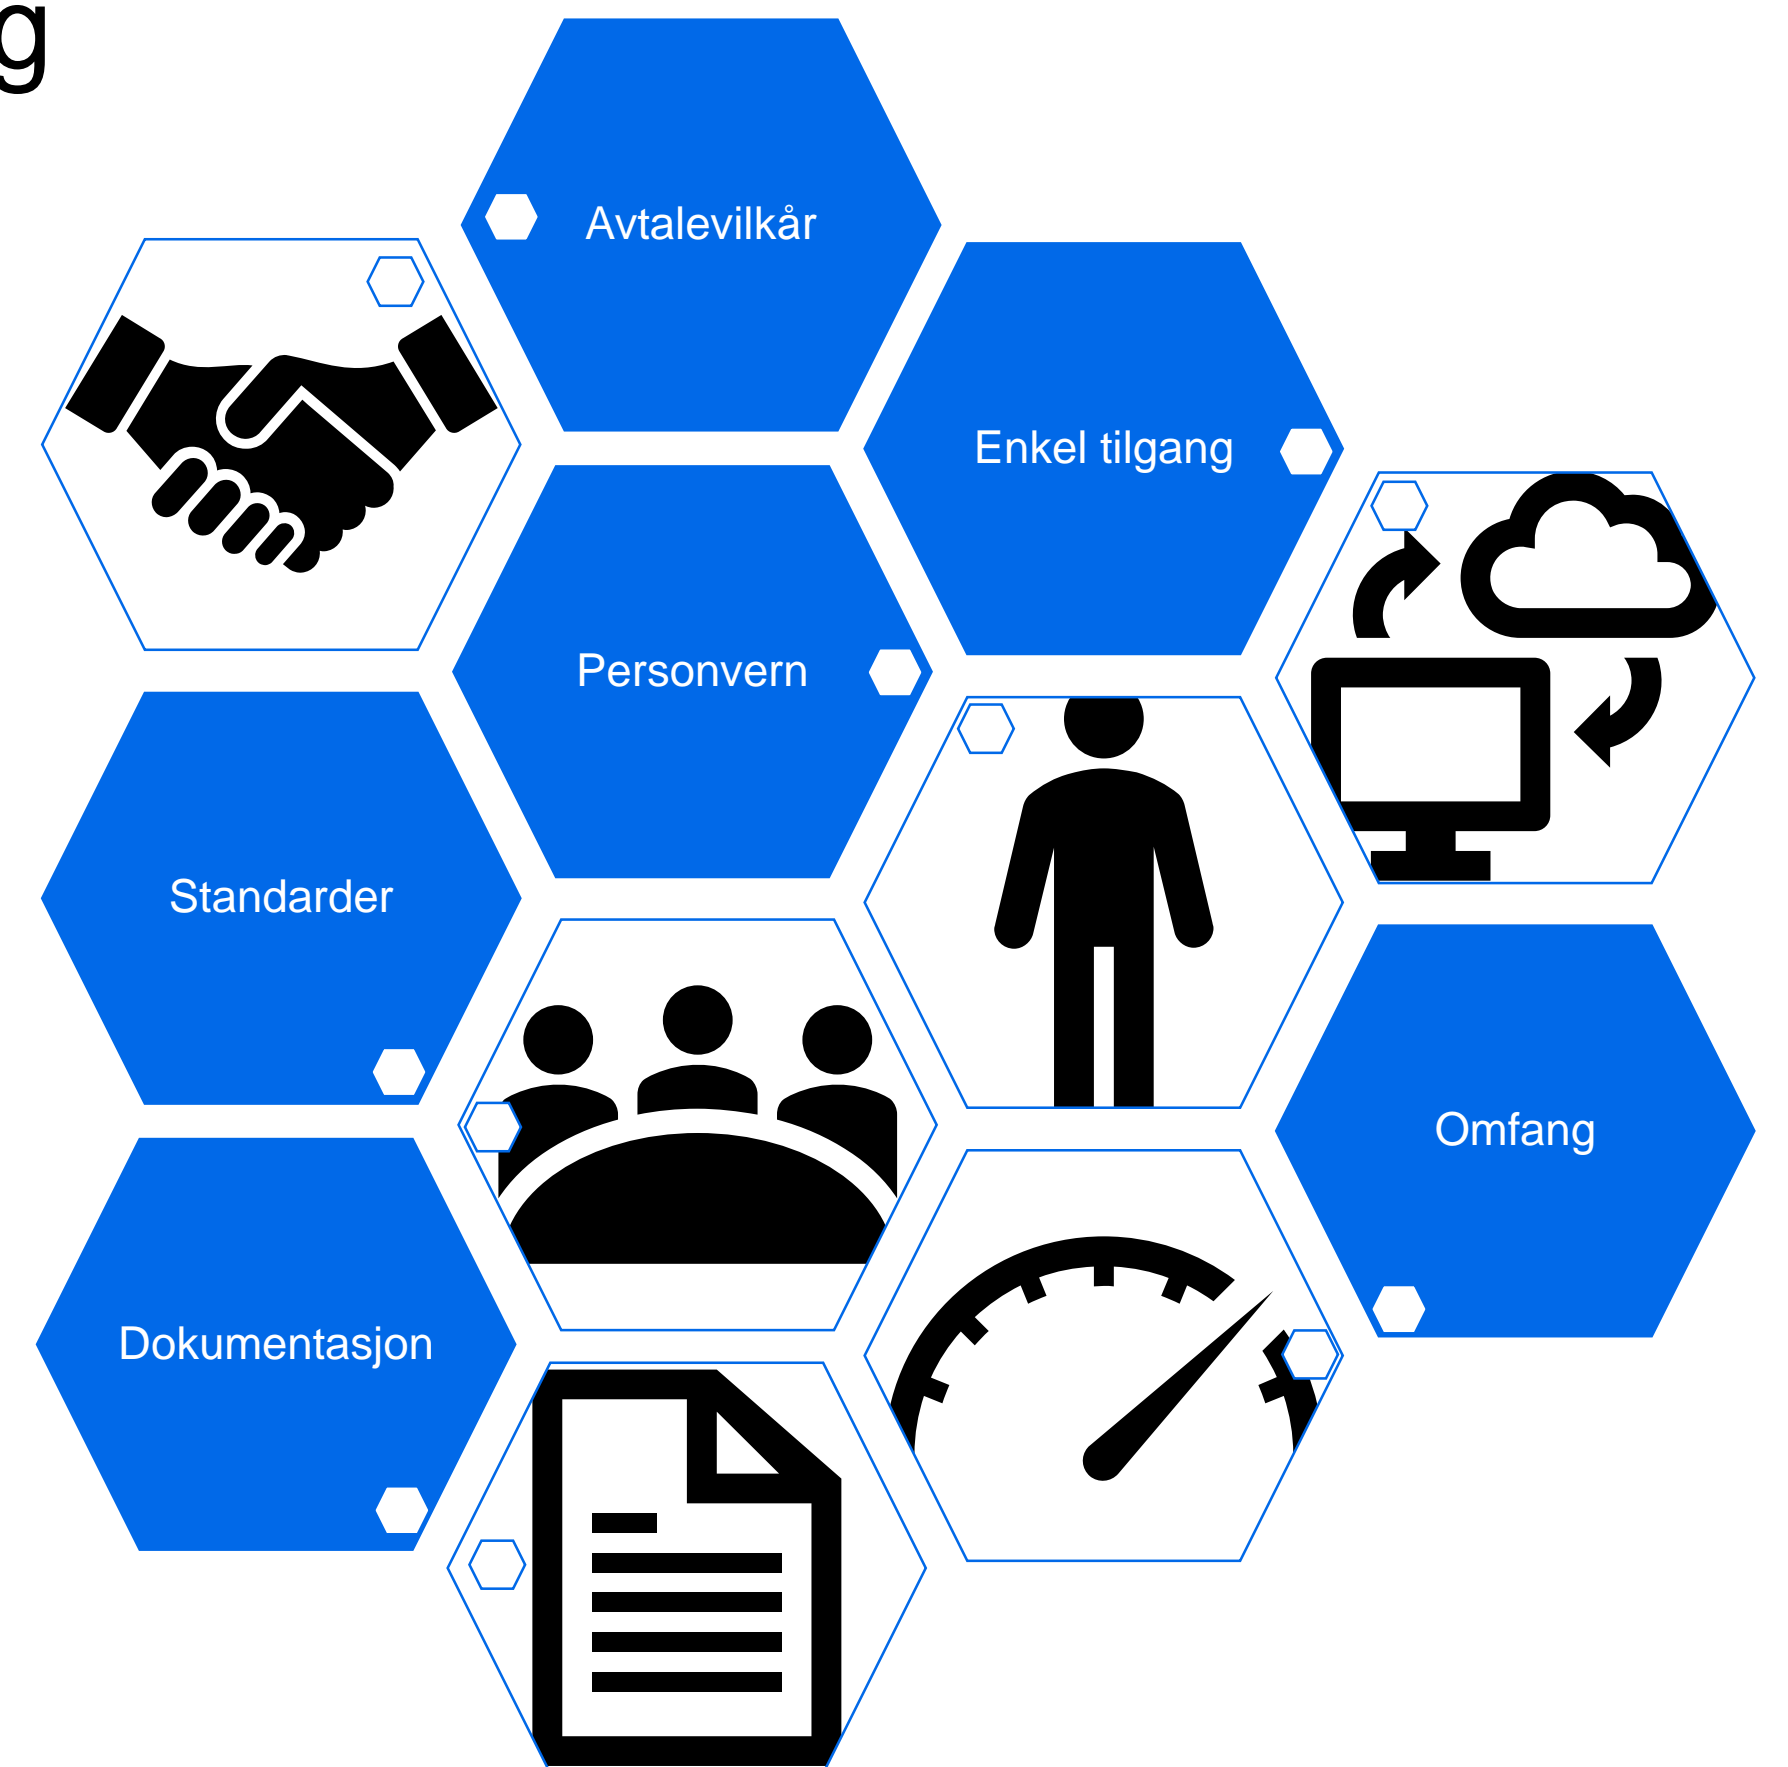 g
Avtalevilkår
Enkel tilgang
Personvern
Standarder
Omfang
Dokumentasjon